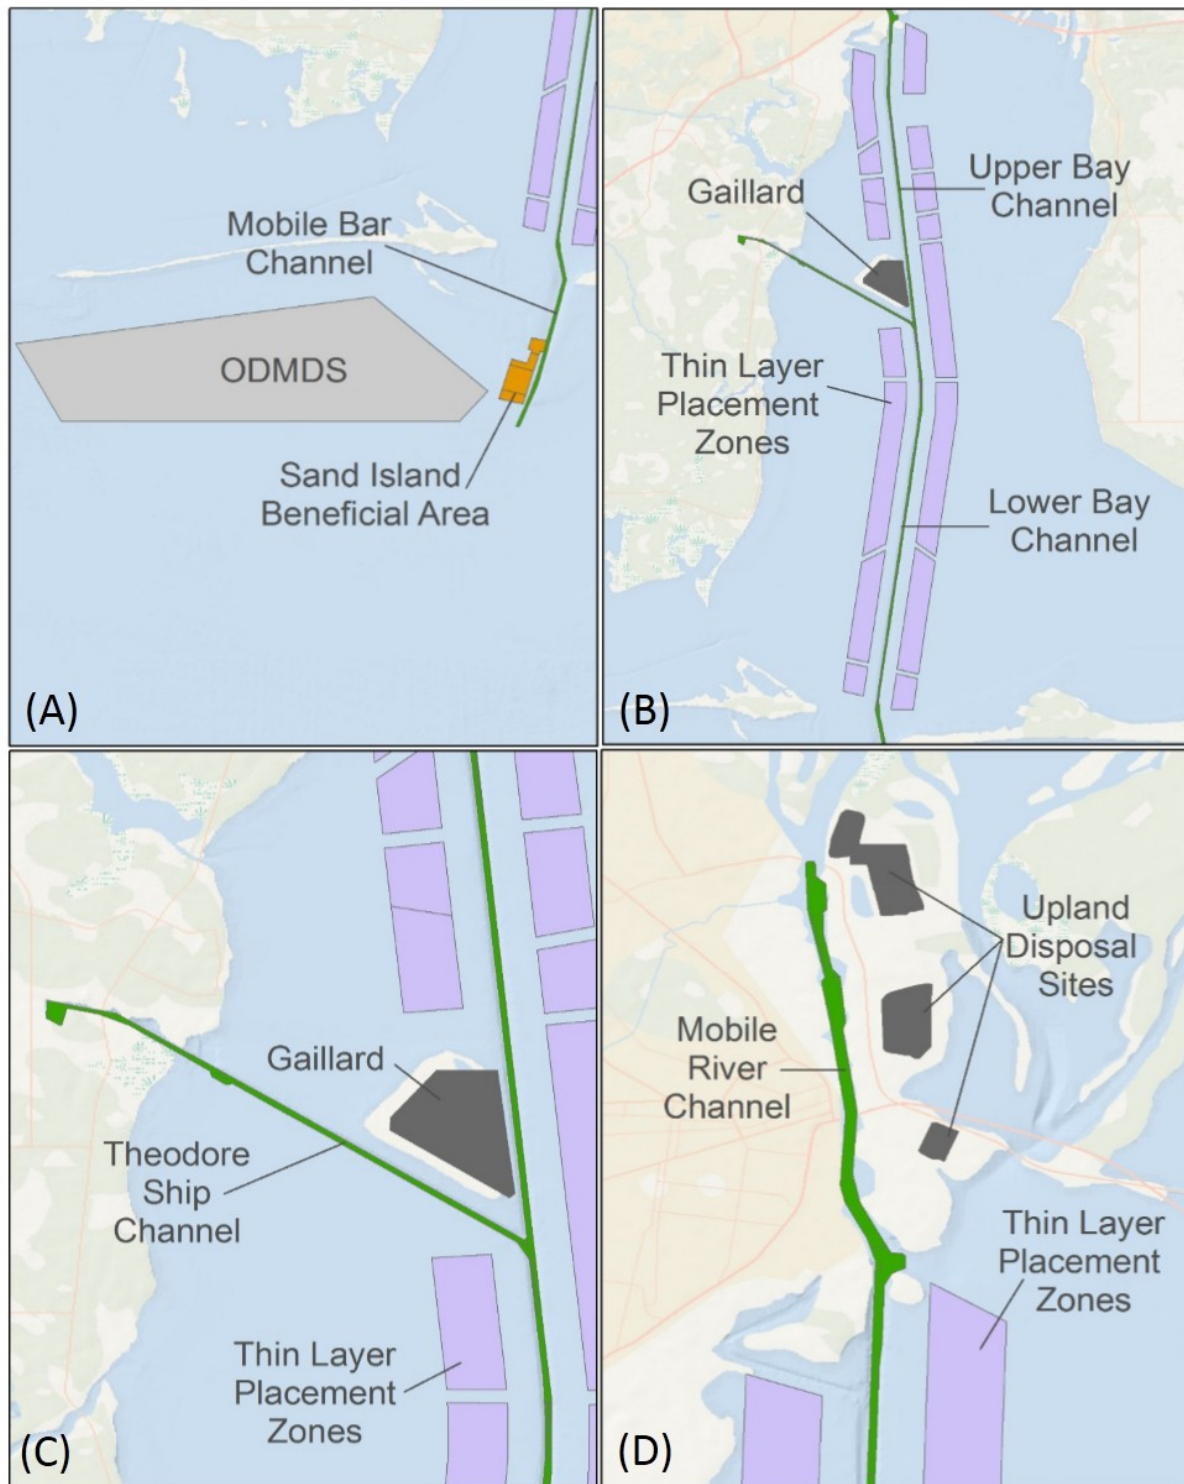 Mobile Bar
Channel
ODMDS
Sand Island
Beneficial Area
(A)
Upper Bay
Channel
Gaillard
Thin Layer
Placement
Zones
Lower Bay
Channel
(B)
Gaillard
Theodore
Ship
Channel
Thin Layer
Placement
Zones
(C)
Upland
Disposal
Sites
Mobile
River
Channel
Thin Layer
Placement
Zones
(D)